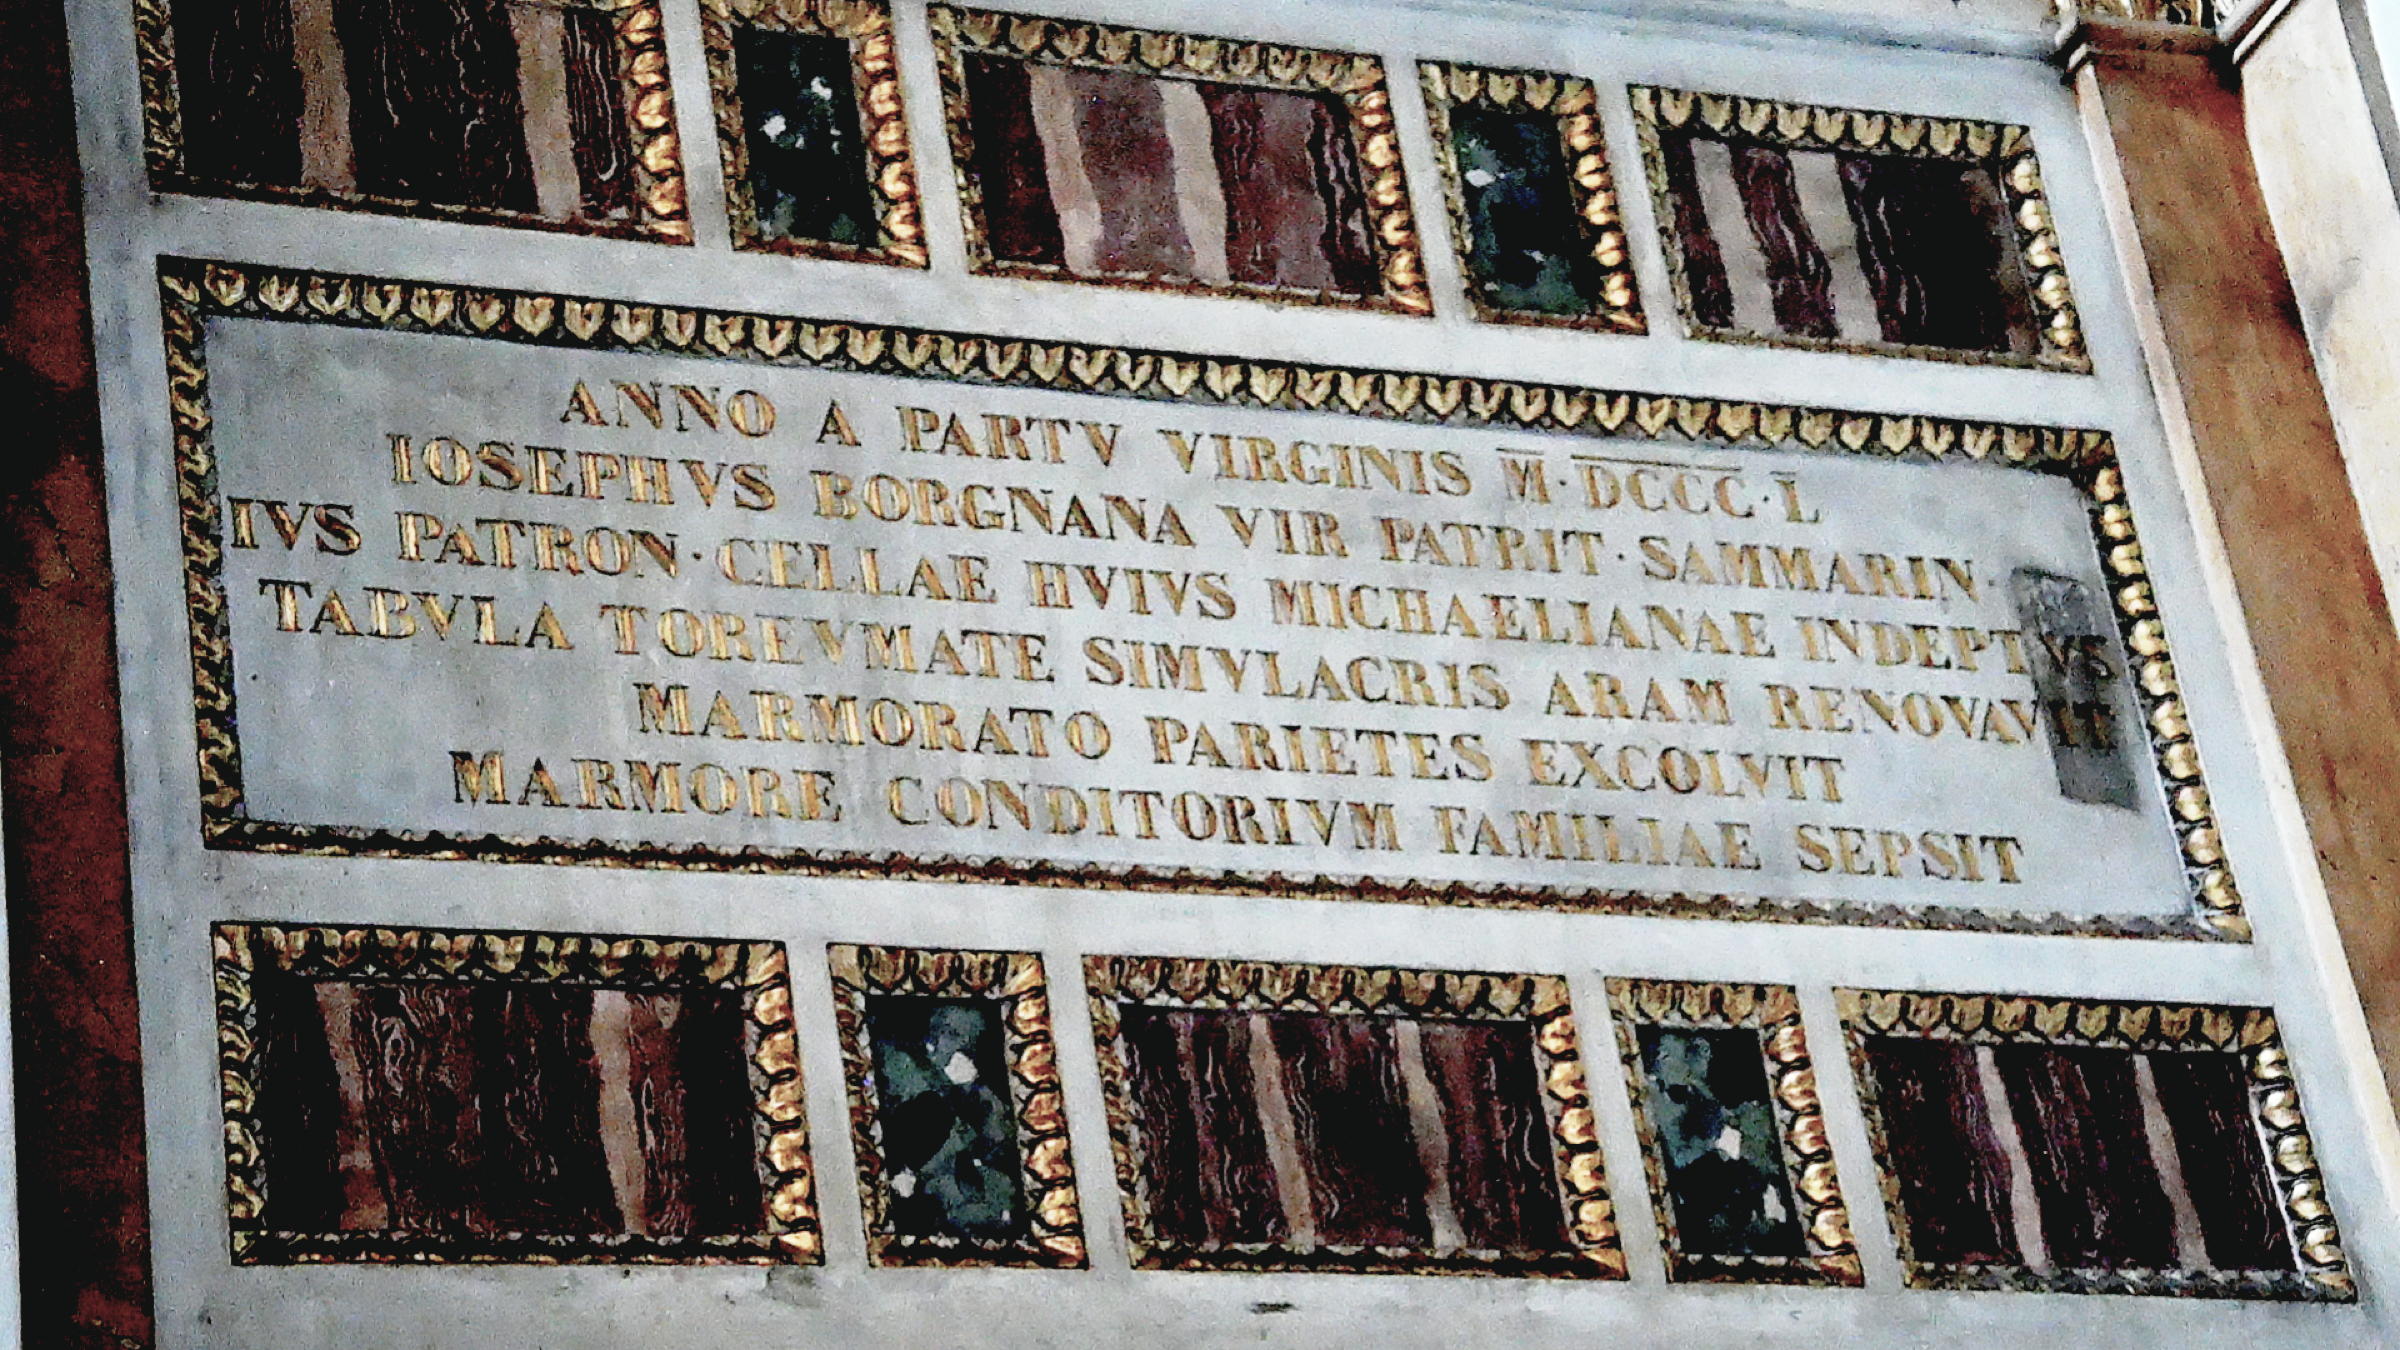 ANNO A PARTV VIRGINIS M̅·D̅C̅C̅C̅·L̅
IOSEPHVS BORGNANA VIR PATRIT·SAMMARIN·
IVS PATRON·CELLAE HVIVS MICHAELIANAE INDEPTVS
TABVLA TOREVMATE SIMVLACRIS ARAM RENOVAVIT
MARMORATO PARIETES EXCOLVIT
MARMORE CONDITORIVM FAMILIAE SEPSIT